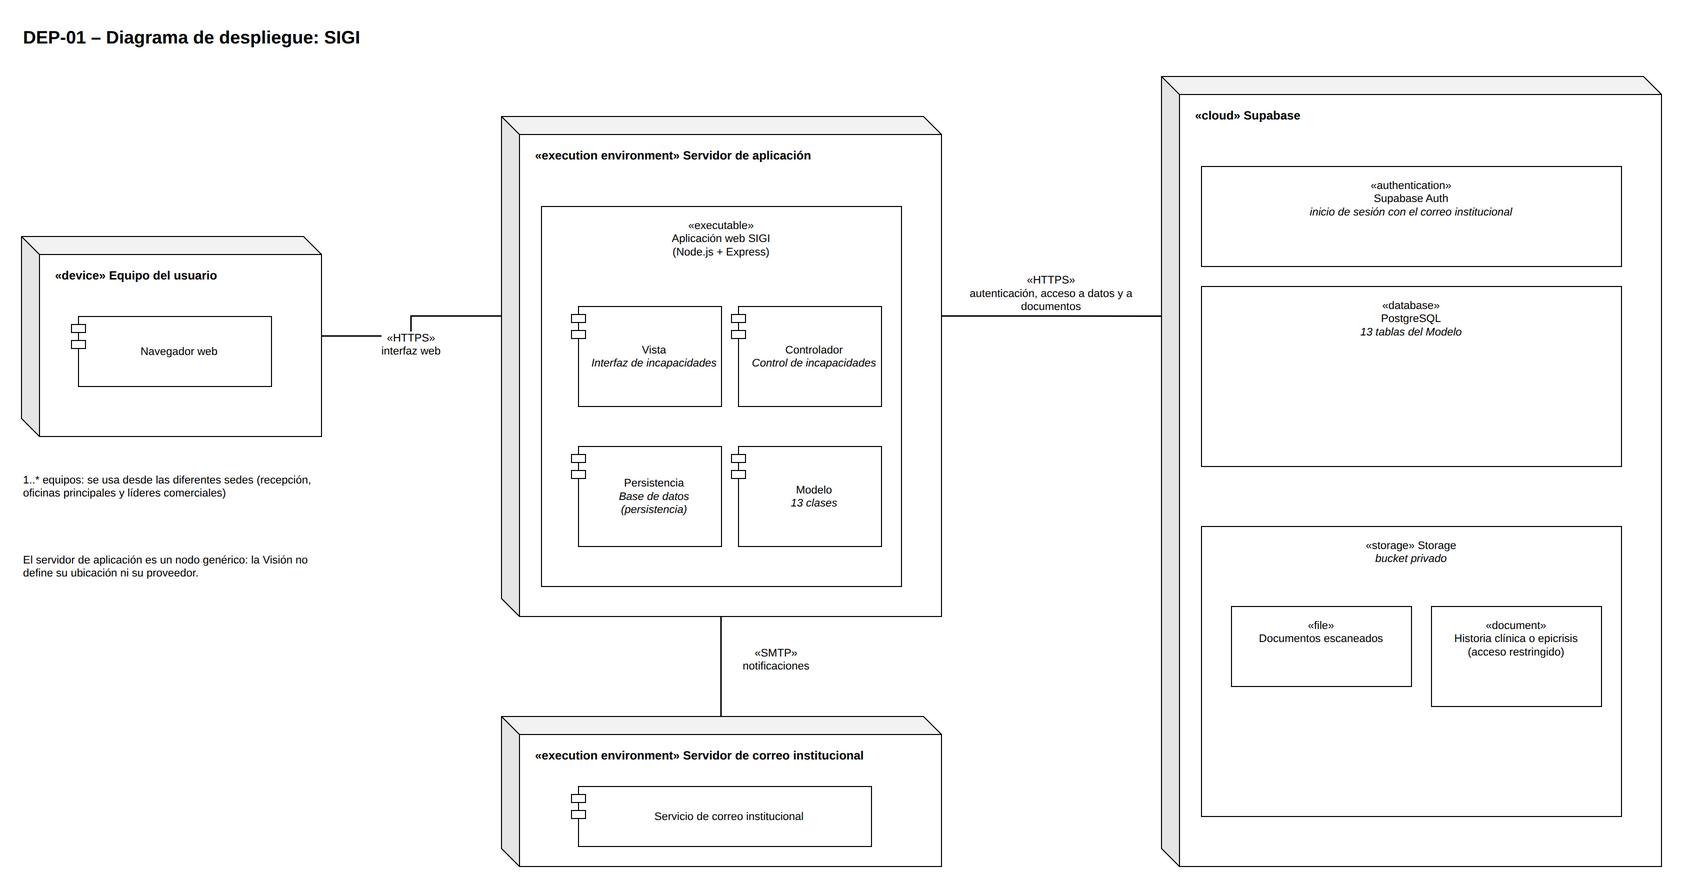 DEP-01 – Diagrama de despliegue: SIGI
«device» Equipo del usuario
Navegador web
1..* equipos: se usa desde las diferentes sedes (recepción,
oficinas principales y líderes comerciales)
El servidor de aplicación es un nodo genérico: la Visión no
define su ubicación ni su proveedor.
«HTTPS»
interfaz web
«execution environment» Servidor de aplicación
«executable»
Aplicación web SIGI
(Node.js + Express)
Vista
Interfaz de incapacidades
Controlador
Control de incapacidades
Persistencia
Base de datos
(persistencia)
Modelo
13 clases
«SMTP»
notificaciones
«execution environment» Servidor de correo institucional
Servicio de correo institucional
«HTTPS»
autenticación, acceso a datos y a
documentos
«cloud» Supabase
«authentication»
Supabase Auth
inicio de sesión con el correo institucional
«database»
PostgreSQL
13 tablas del Modelo
«storage» Storage
bucket privado
«file»
Documentos escaneados
«document»
Historia clínica o epicrisis
(acceso restringido)